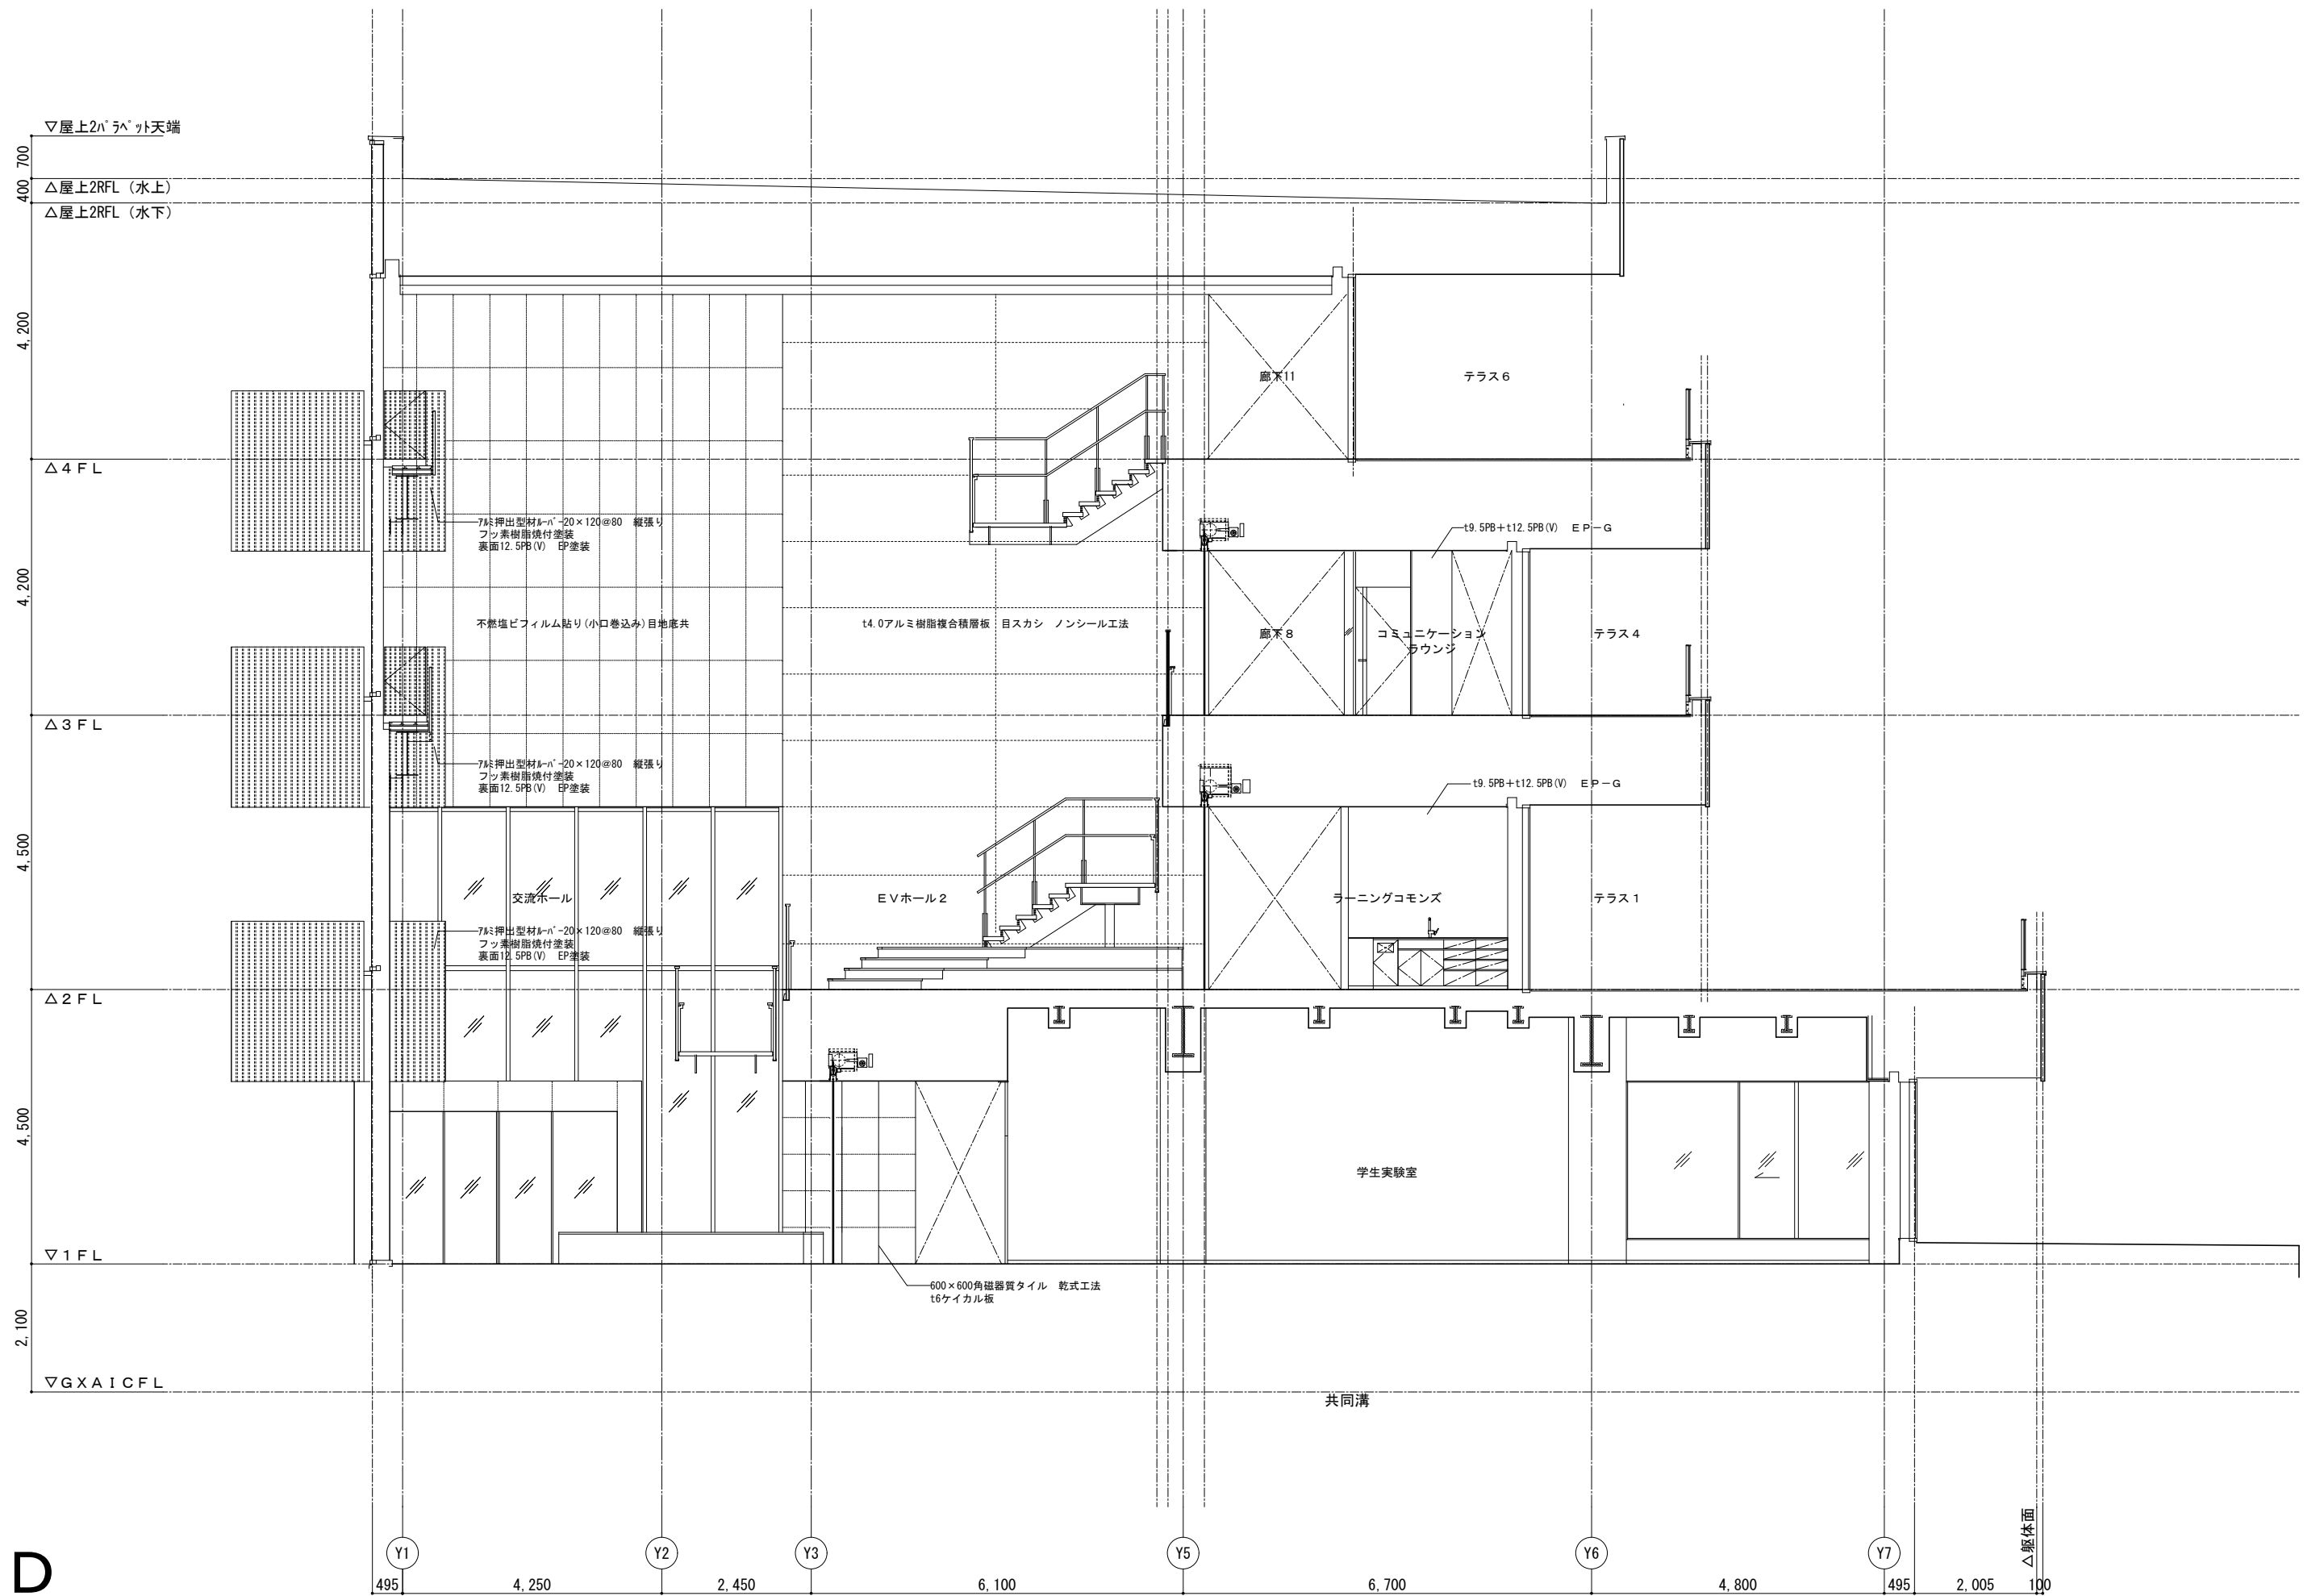 ▽屋上2ﾊﾟﾗﾍﾟｯﾄ天端
700
△屋上2RFL（水上）
400
△屋上2RFL（水下）
4,200
廊下11
テラス6
△4FL
ｱﾙﾐ押出型材ﾙｰﾊﾞｰ20×120@80　縦張り
フッ素樹脂焼付塗装
裏面12.5PB(V)　EP塗装
t9.5PB+t12.5PB(V)　EP-G
4,200
不燃塩ビフィルム貼り(小口巻込み)目地底共
t4.0アルミ樹脂複合積層板　目スカシ　ノンシール工法
廊下8
コミュニケーション
ラウンジ
テラス4
△3FL
ｱﾙﾐ押出型材ﾙｰﾊﾞｰ20×120@80　縦張り
フッ素樹脂焼付塗装
裏面12.5PB(V)　EP塗装
t9.5PB+t12.5PB(V)　EP-G
4,500
交流ホール
EVホール2
ラーニングコモンズ
テラス1
ｱﾙﾐ押出型材ﾙｰﾊﾞｰ20×120@80　縦張り
フッ素樹脂焼付塗装
裏面12.5PB(V)　EP塗装
△2FL
4,500
学生実験室
▽1FL
600×600角磁器質タイル　乾式工法
t6ケイカル板
2,100
▽GXAICFL
共同溝
△躯体面
Y1
Y2
Y3
Y5
Y6
Y7
D
495
4,250
2,450
6,100
6,700
4,800
495
2,005
100